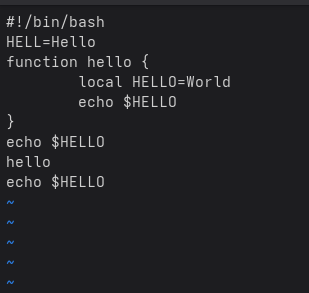 #!/bin/bash
HELL=Hello
function hello {
        local HELLO=World
        echo $HELLO
}
echo $HELLO
hello
echo $HELLO
~
~
~
~
~